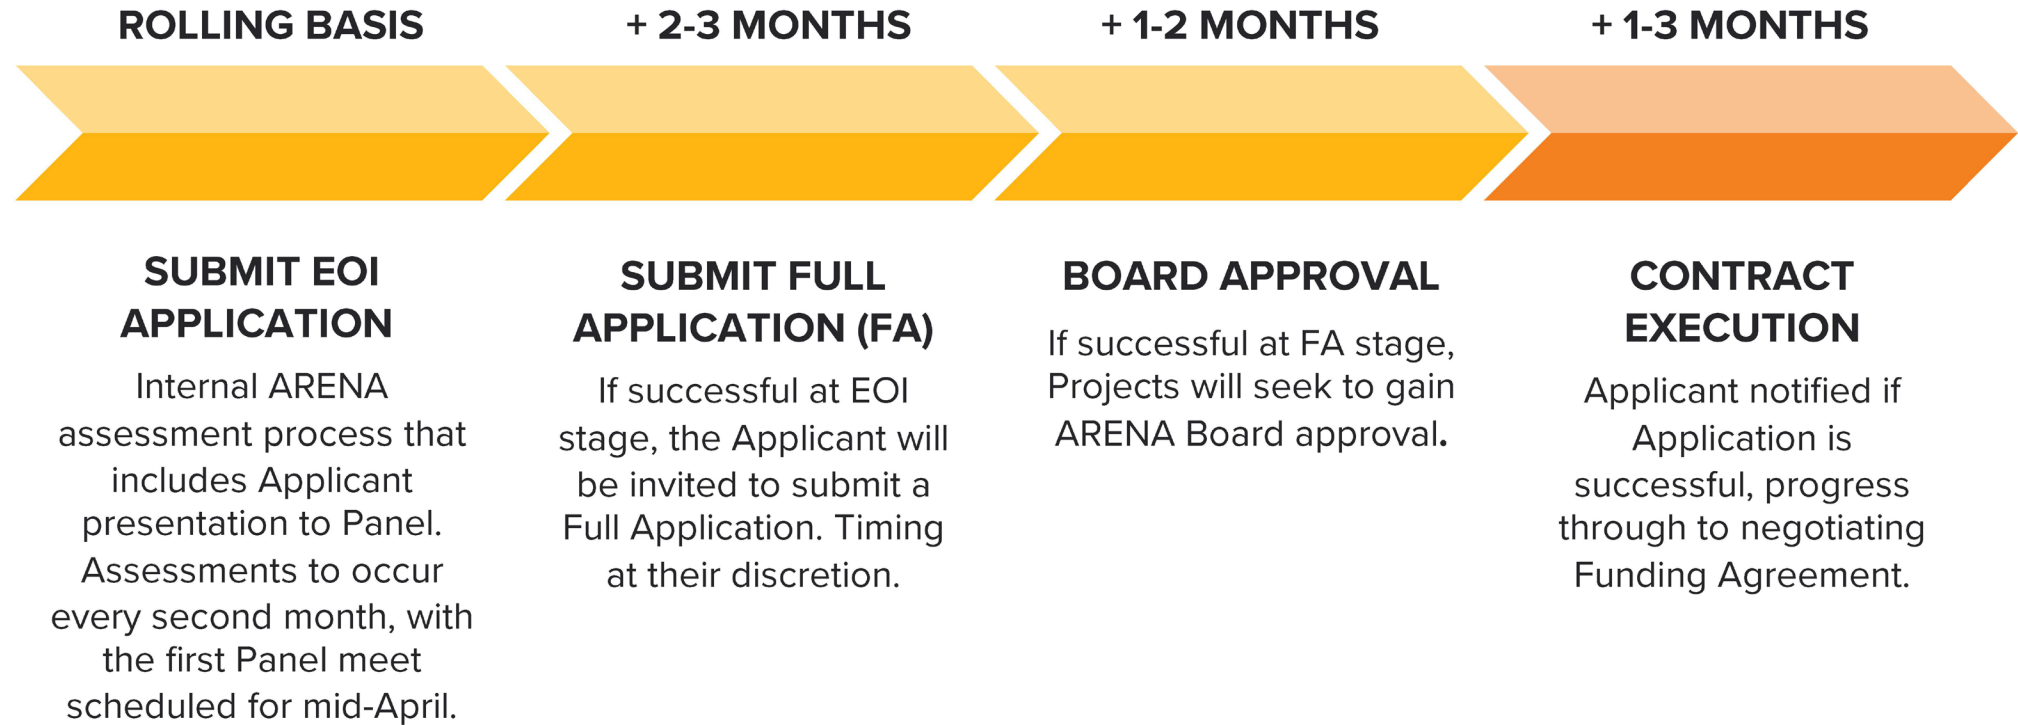 ROLLING BASIS
+ 2-3 MONTHS
+ 1-2 MONTHS
+ 1-3 MONTHS
SUBMIT EOI
APPLICATION
Internal ARENA
assessment process that
includes Applicant
presentation to Panel.
Assessments to occur
every second month, with
the first Panel meet
scheduled for mid-April.
SUBMIT FULL
APPLICATION (FA)
If successful at EOI
stage, the Applicant will
be invited to submit a
Full Application. Timing
at their discretion.
BOARD APPROVAL
If successful at FA stage,
Projects will seek to gain
ARENA Board approval.
CONTRACT
EXECUTION
Applicant notified if
Application is
successful, progress
through to negotiating
Funding Agreement.